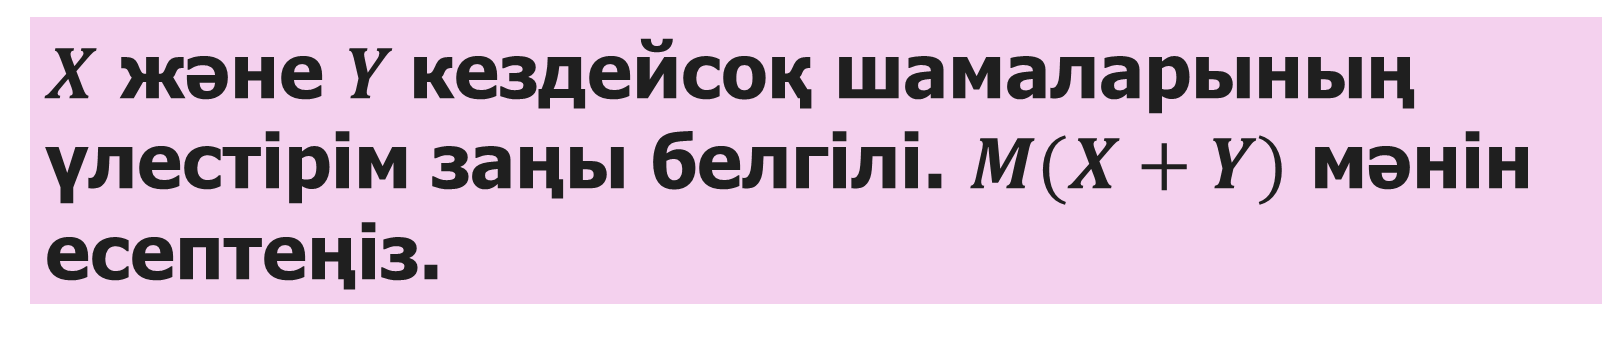 X және Y кездейсоқ шамаларының
үлестірім заңы белгілі. M(X + Y) мәнін
есептеңіз.